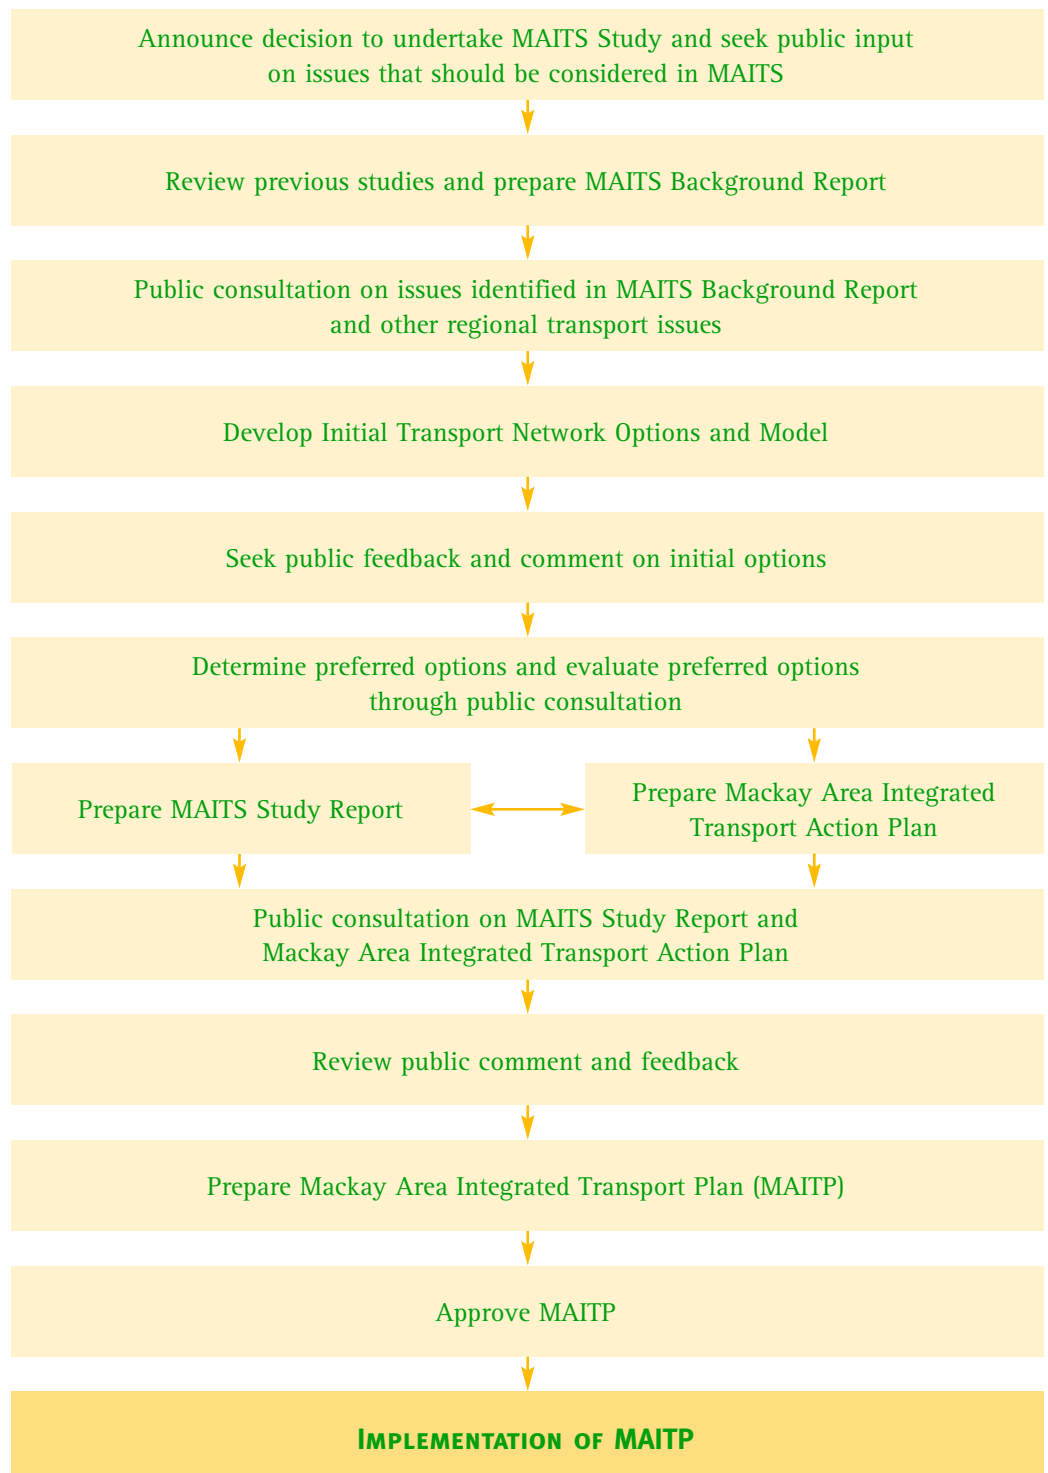 Announce decision to undertake MAITS Study and seek public input
on issues that should be considered in MAITS
Review previous studies and prepare MAITS Background Report
Public consultation on issues identified in MAITS Background Report
and other regional transport issues
Develop Initial Transport Network Options and Model
Seek public feedback and comment on initial options
Determine preferred options and evaluate preferred options
through public consultation
Prepare MAITS Study Report
Prepare Mackay Area Integrated
Transport Action Plan
Public consultation on MAITS Study Report and
Mackay Area Integrated Transport Action Plan
Review public comment and feedback
Prepare Mackay Area Integrated Transport Plan (MAITP)
Approve MAITP
IMPLEMENTATION OF MAITP